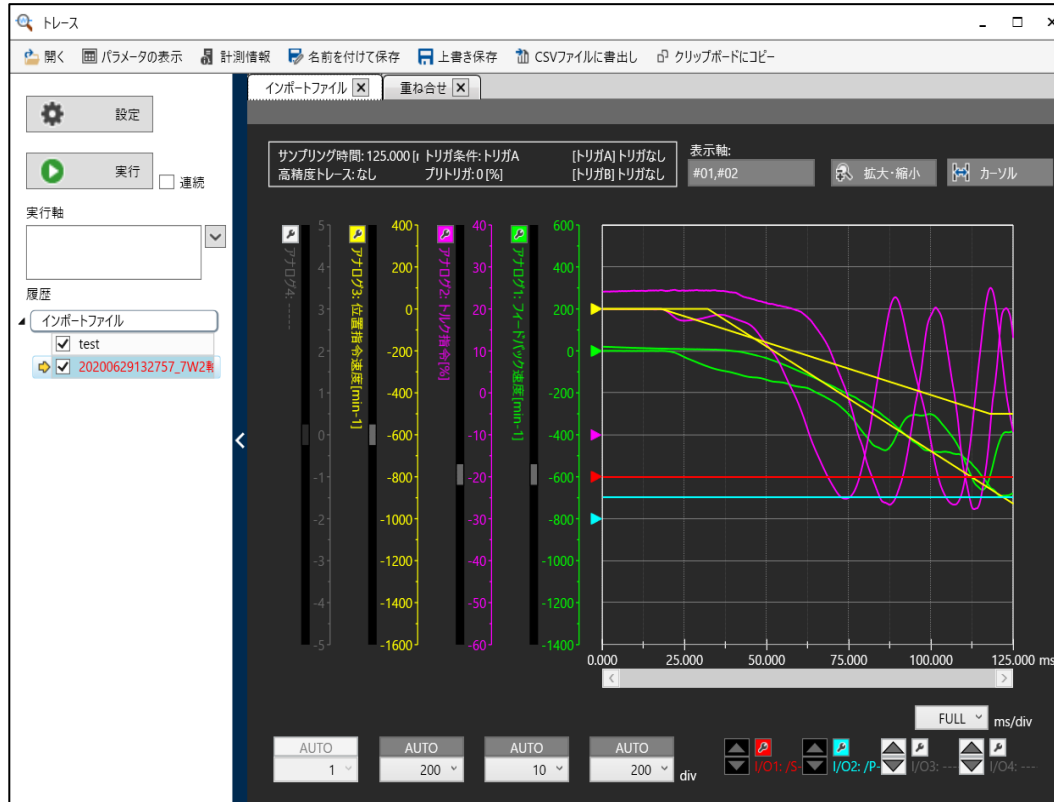 トレース
開く パラメータの表示 計測情報 名前を付けて保存 上書き保存 CSVファイルに書出し クリップボードにコピー
インポートファイル 重ね合せ
設定
実行
連続
実行軸
履歴
インポートファイル
test
20200629132757_7W2
サンプリング時間: 125.000 トリガ条件: トリガA [トリガA] トリガなし
高精度トレース: なし プリトリガ: 0 [%] [トリガB] トリガなし
表示軸:
#01,#02
拡大・縮小
カーソル
アナログ4: -----
5
4
3
2
1
0
-1
-2
-3
-4
-5
アナログ3: 位置指令速度[min-1]
400
200
0
-200
-400
-600
-800
-1000
-1200
-1400
-1600
アナログ2: トルク指令[%]
40
30
20
10
0
-10
-20
-30
-40
-50
-60
アナログ1: フィードバック速度[min-1]
600
400
200
0
-200
-400
-600
-800
-1000
-1200
-1400
0.000 25.000 50.000 75.000 100.000 125.000 ms
FULL ms/div
AUTO AUTO AUTO AUTO
1 200 10 200 div
I/O1: /S- I/O2: /P- I/O3: --- I/O4: ---